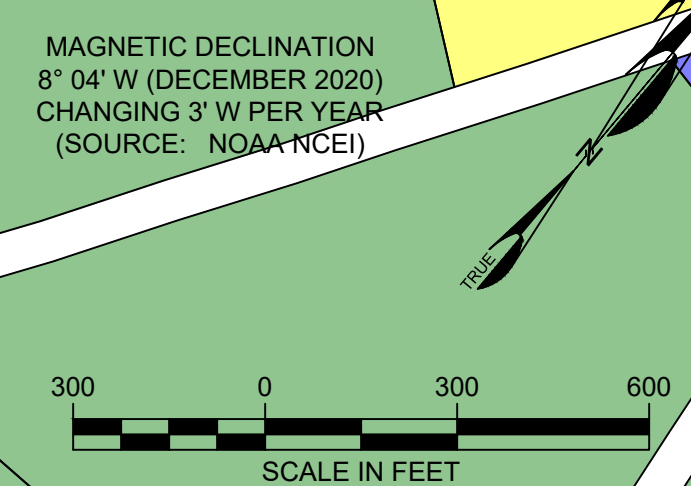 MAGNETIC DECLINATION
8° 04' W (DECEMBER 2020)
CHANGING 3' W PER YEAR
(SOURCE: NOAA NCEI)
N
TRUE
300 0 300 600
SCALE IN FEET